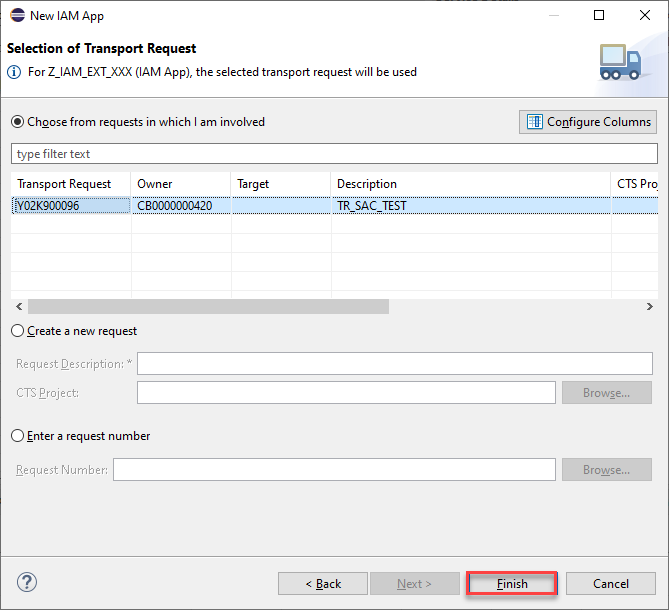 New IAM App
Selection of Transport Request
For Z_IAM_EXT_XXX (IAM App), the selected transport request will be used
Choose from requests in which I am involved
Configure Columns
type filter text
Transport Request Owner Target Description CTS Proj
Y02K900096 CB0000000420 TR_SAC_TEST
Create a new request
Request Description: *
CTS Project:
Browse...
Enter a request number
Request Number:
Browse...
? < Back Next > Finish Cancel